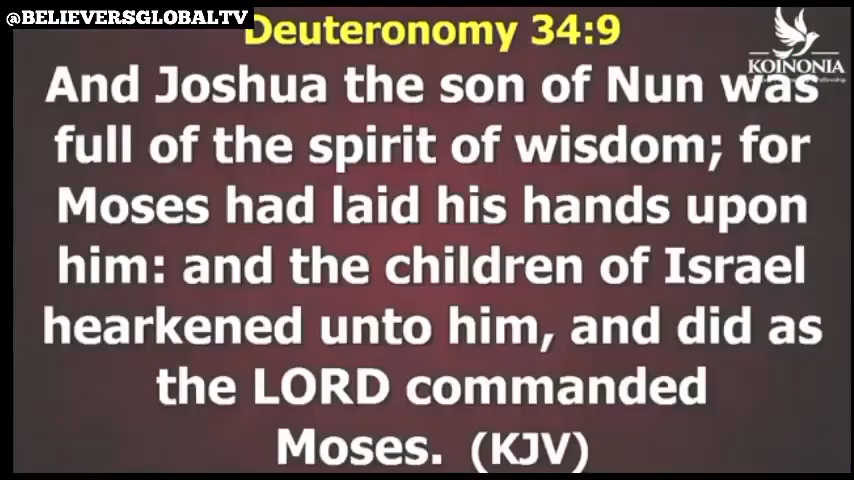 @BELIEVERSGLOBALTV
Deuteronomy 34:9
KOINONIA
And Joshua the son of Nun was
full of the spirit of wisdom; for
Moses had laid his hands upon
him: and the children of Israel
hearkened unto him, and did as
the LORD commanded
Moses. (KJV)